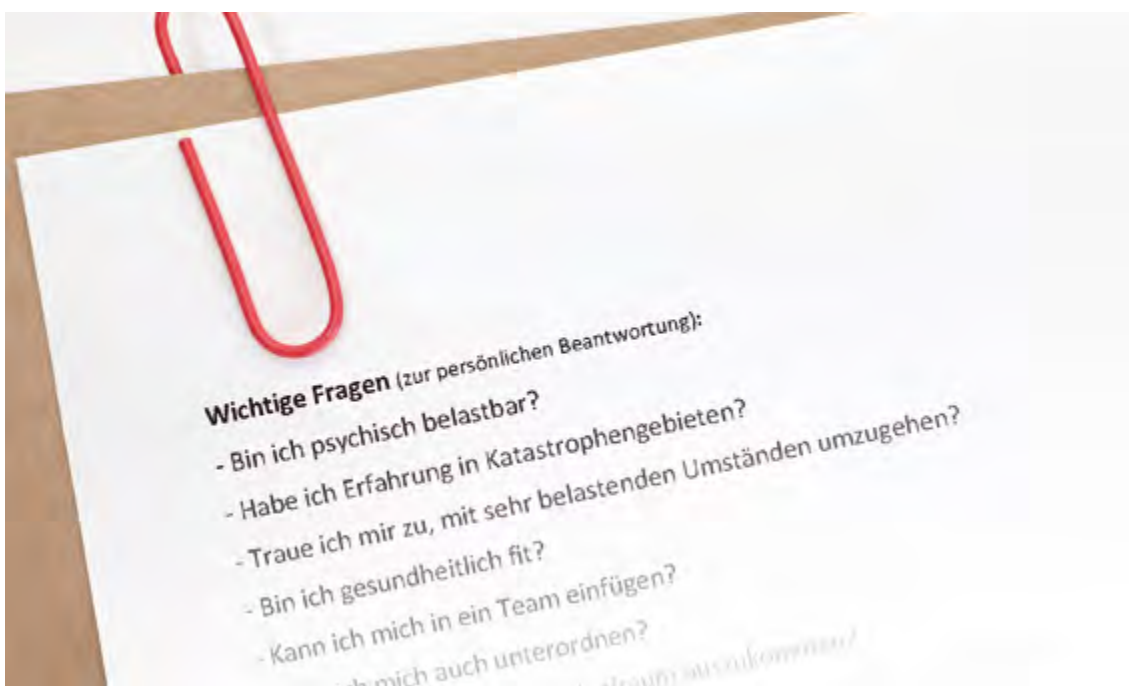 Wichtige Fragen (zur persönlichen Beantwortung):
- Bin ich psychisch belastbar?
- Habe ich Erfahrung in Katastrophengebieten?
- Traue ich mir zu, mit sehr belastenden Umständen umzugehen?
- Bin ich gesundheitlich fit?
- Kann ich mich in ein Team einfügen?
mich auch unterordnen?
auszukommen?